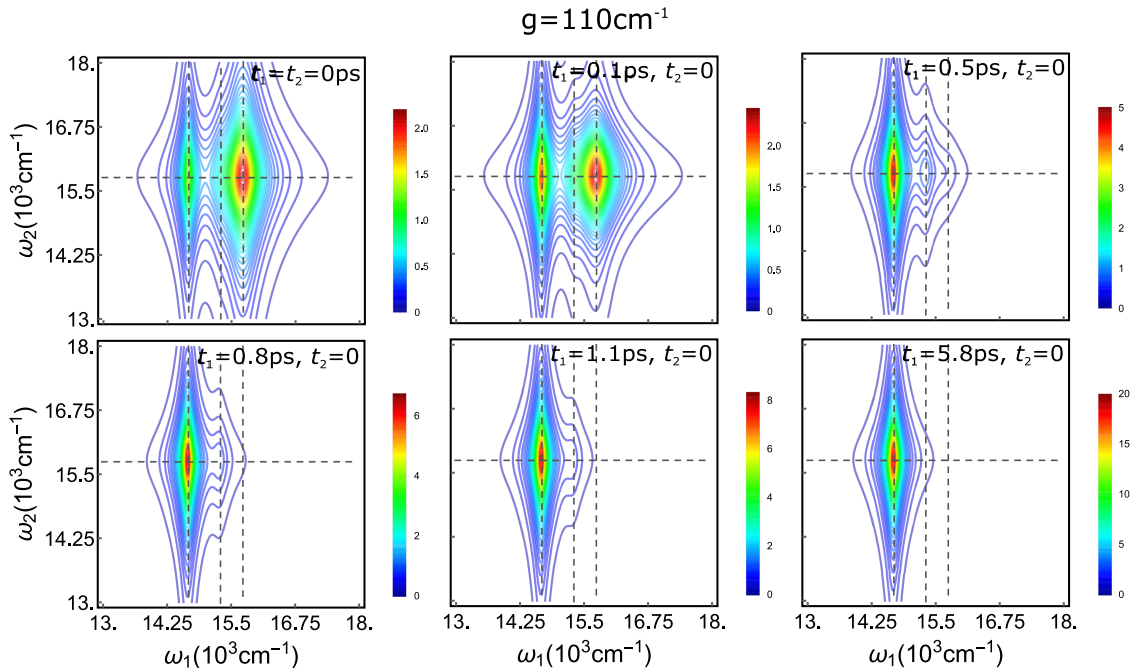 g=110cm⁻¹
t₁=t₂=0ps
t₁=0.1ps, t₂=0
t₁=0.5ps, t₂=0
ω₂(10³cm⁻¹)
18.
16.75
15.5
14.25
13.
2.0
1.5
1.0
0.5
0
2.0
1.0
0.0
5
4
3
2
1
0
t₁=0.8ps, t₂=0
t₁=1.1ps, t₂=0
t₁=5.8ps, t₂=0
ω₂(10³cm⁻¹)
18.
16.75
15.5
14.25
13.
6
4
2
0
8
6
4
2
0
20
15
10
5
0
13. 14.25 15.5 16.75 18.
13. 14.25 15.5 16.75 18.
13. 14.25 15.5 16.75 18.
ω₁(10³cm⁻¹)
ω₁(10³cm⁻¹)
ω₁(10³cm⁻¹)